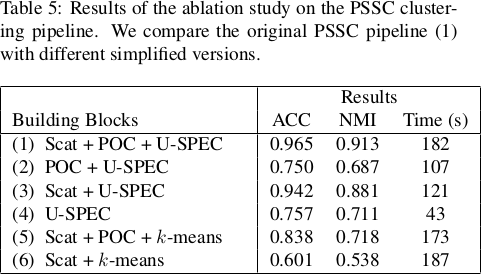 Table 5: Results of the ablation study on the PSSC cluster-
ing pipeline. We compare the original PSSC pipeline (1)
with different simplified versions.
Results
Building Blocks ACC NMI Time (s)
(1) Scat + POC + U-SPEC 0.965 0.913 182
(2) POC + U-SPEC 0.750 0.687 107
(3) Scat + U-SPEC 0.942 0.881 121
(4) U-SPEC 0.757 0.711 43
(5) Scat + POC + k-means 0.838 0.718 173
(6) Scat + k-means 0.601 0.538 187